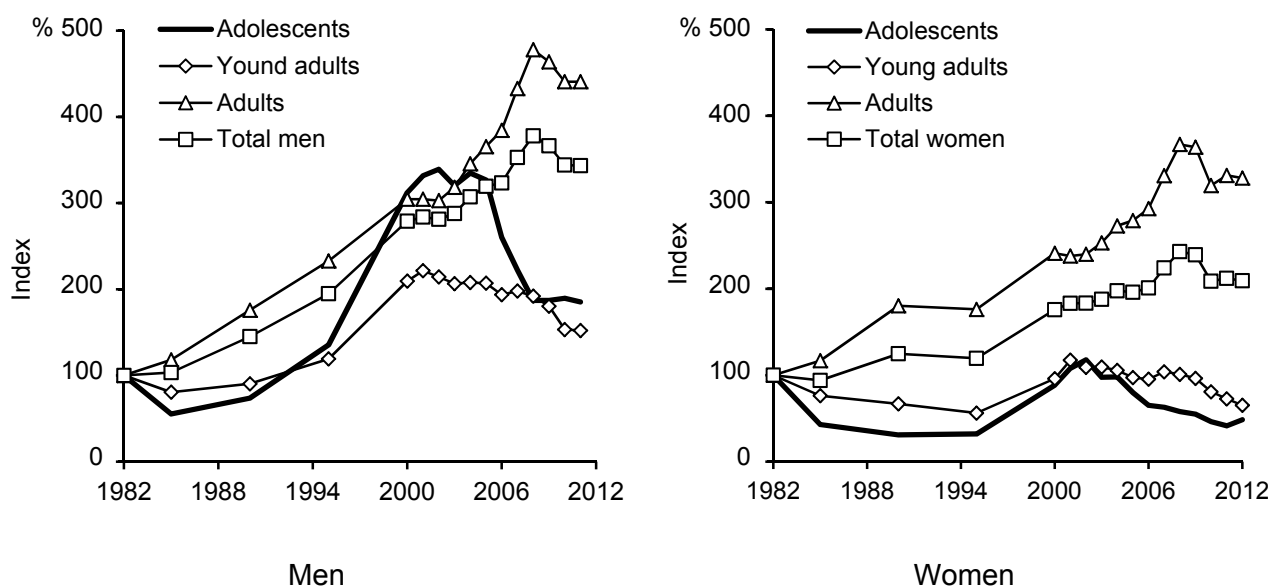 % 500
Adolescents
Yound adults
Adults
Total men
400
300
200
100
0
Index
1982 1988 1994 2000 2006 2012
Men
% 500
Adolescents
Young adults
Adults
Total women
400
300
200
100
0
Index
1982 1988 1994 2000 2006 2012
Women